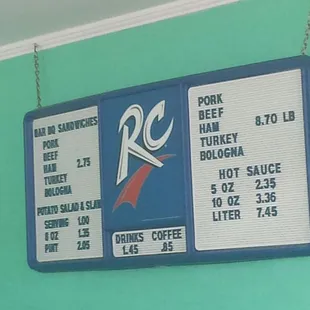 BAR BQ SANDWICHES
PORK
BEEF
HAM 2.75
TURKEY
BOLOGNA
POTATO SALAD & SLAW
SERVING 1.00
8 OZ 1.35
PINT 2.05
RC
DRINKS COFFEE
1.45 .85
PORK
BEEF
HAM 8.70 LB
TURKEY
BOLOGNA
HOT SAUCE
5 OZ 2.35
10 OZ 3.36
LITER 7.45